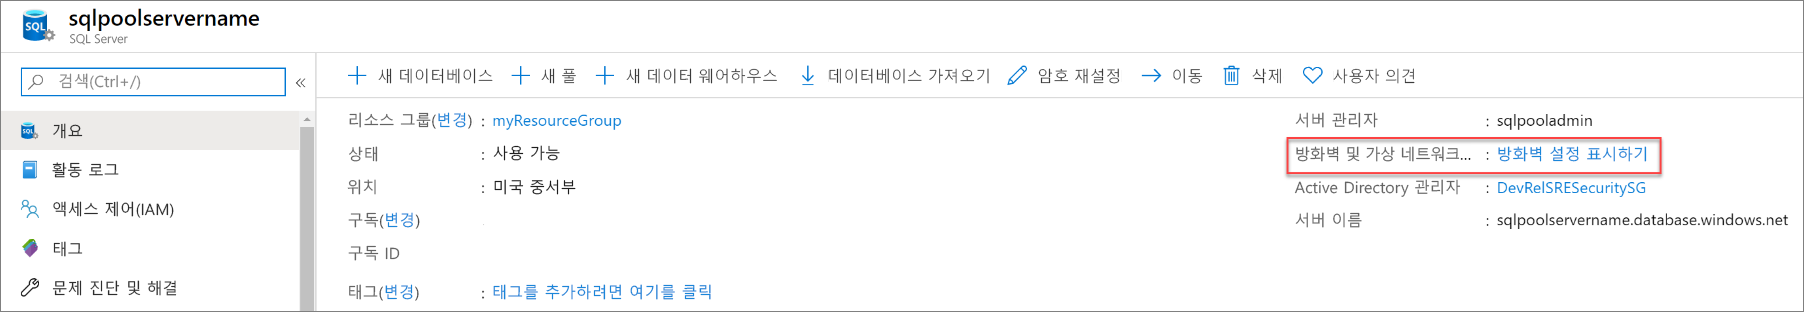 SQL
sqlpoolservername
SQL Server
검색(Ctrl+/)
«
개요
활동 로그
액세스 제어(IAM)
태그
문제 진단 및 해결
새 데이터베이스 새 풀 새 데이터 웨어하우스 데이터베이스 가져오기 암호 재설정 이동 삭제 사용자 의견
리소스 그룹(변경) : myResourceGroup
상태 : 사용 가능
위치 : 미국 중서부
구독(변경)
구독 ID
태그(변경) : 태그를 추가하려면 여기를 클릭
서버 관리자 : sqlpooladmin
방화벽 및 가상 네트워크... : 방화벽 설정 표시하기
Active Directory 관리자 : DevRelSRESecuritySG
서버 이름 : sqlpoolservername.database.windows.net